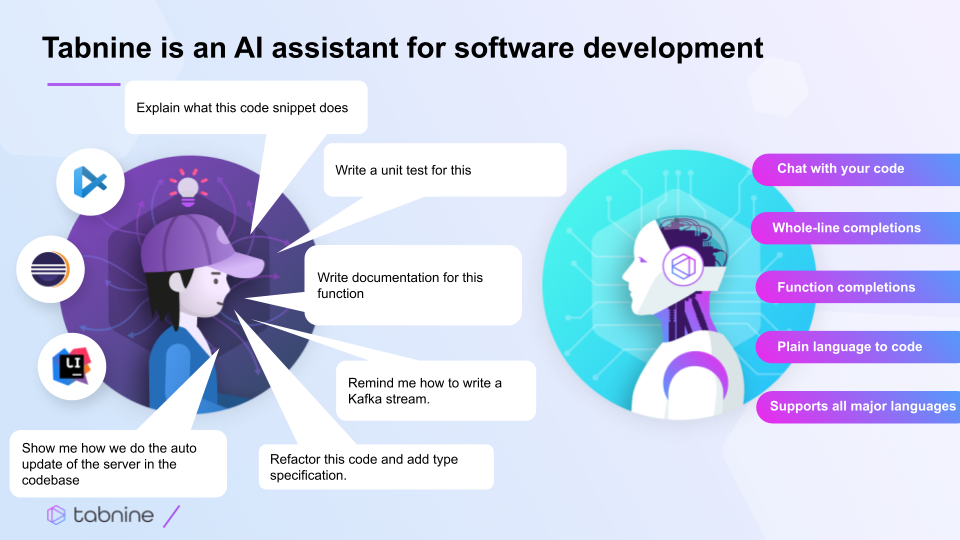 Tabnine is an AI assistant for software development
Explain what this code snippet does
Write a unit test for this
Write documentation for this
function
Remind me how to write a
Kafka stream.
Refactor this code and add type
specification.
Show me how we do the auto
update of the server in the
codebase
LI
Chat with your code
Whole-line completions
Function completions
Plain language to code
Supports all major languages
tabnine